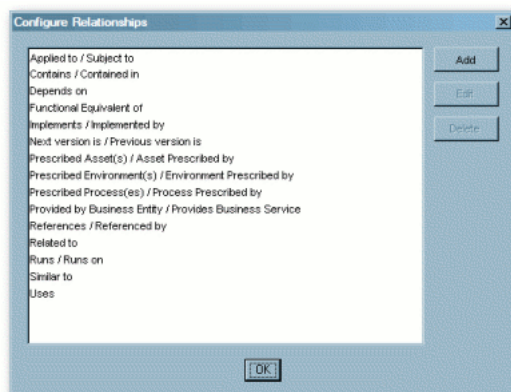 Configure Relationships
Applied to / Subject to
Contains / Contained in
Depends on
Functional Equivalent of
Implements / Implemented by
Next version is / Previous version is
Prescribed Asset(s) / Asset Prescribed by
Prescribed Environment(s) / Environment Prescribed by
Prescribed Process(es) / Process Prescribed by
Provided by Business Entity / Provides Business Service
References / Referenced by
Related to
Runs / Runs on
Similar to
Uses
Add
Edit
Delete
OK